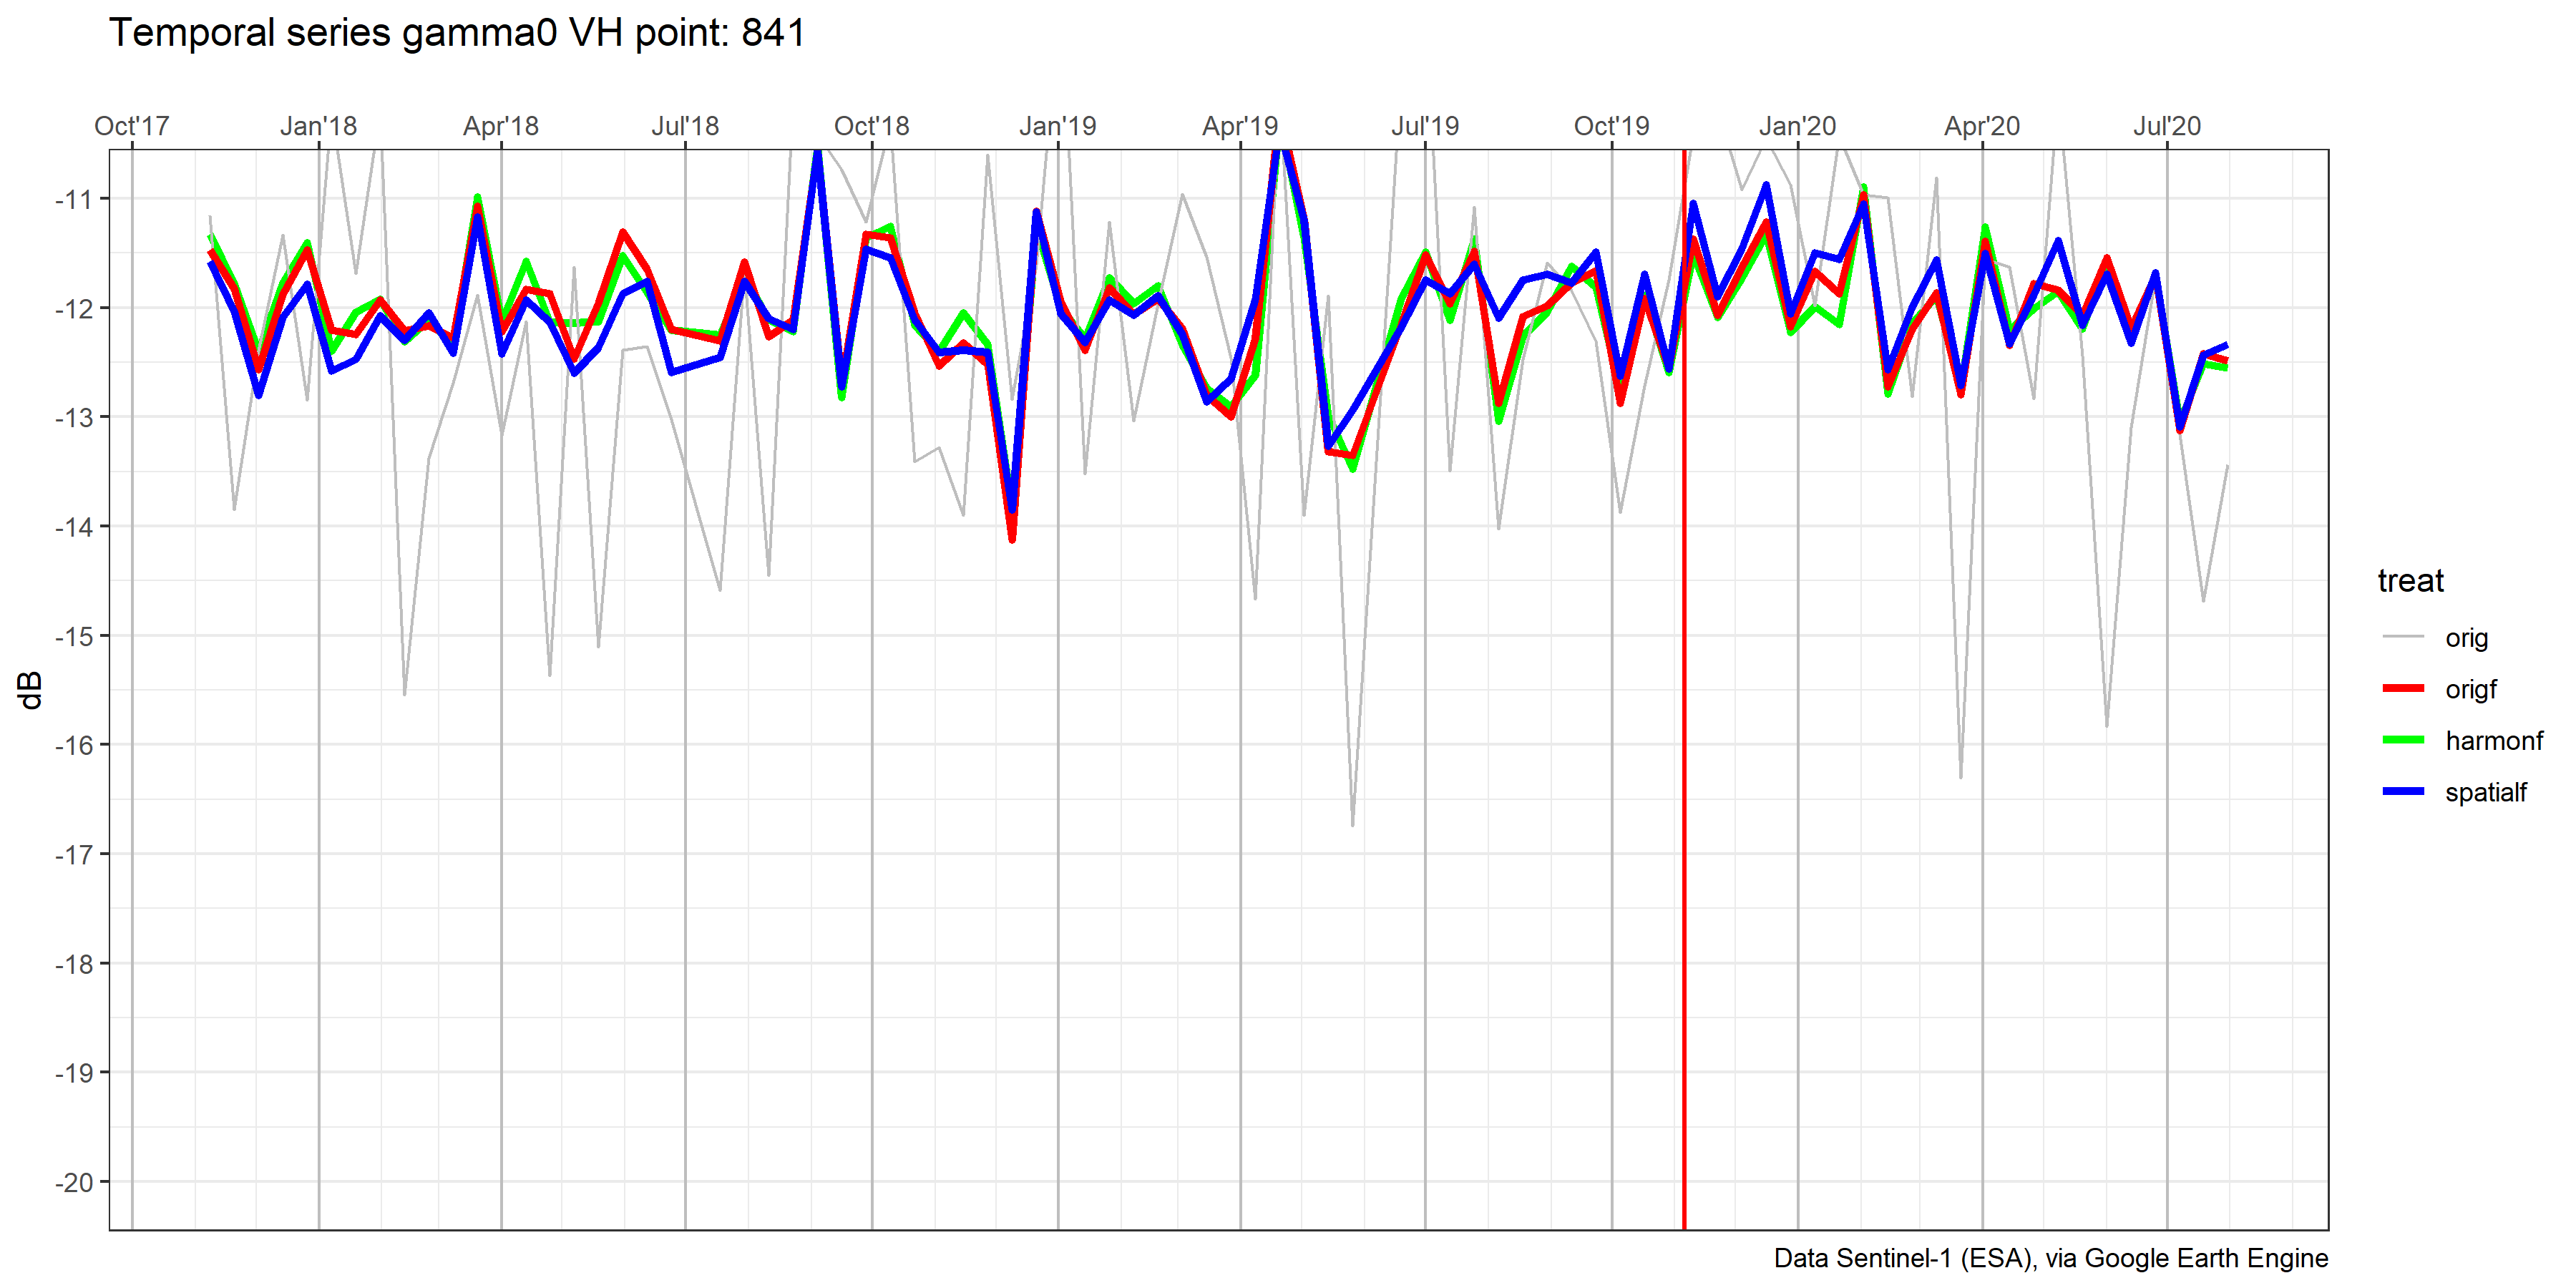 Temporal series gamma0 VH point: 841
Oct'17 Jan'18 Apr'18 Jul'18 Oct'18 Jan'19 Apr'19 Jul'19 Oct'19 Jan'20 Apr'20 Jul'20
-11
-12
-13
-14
-15
-16
-17
-18
-19
-20
dB
treat
orig
origf
harmonf
spatialf
Data Sentinel-1 (ESA), via Google Earth Engine